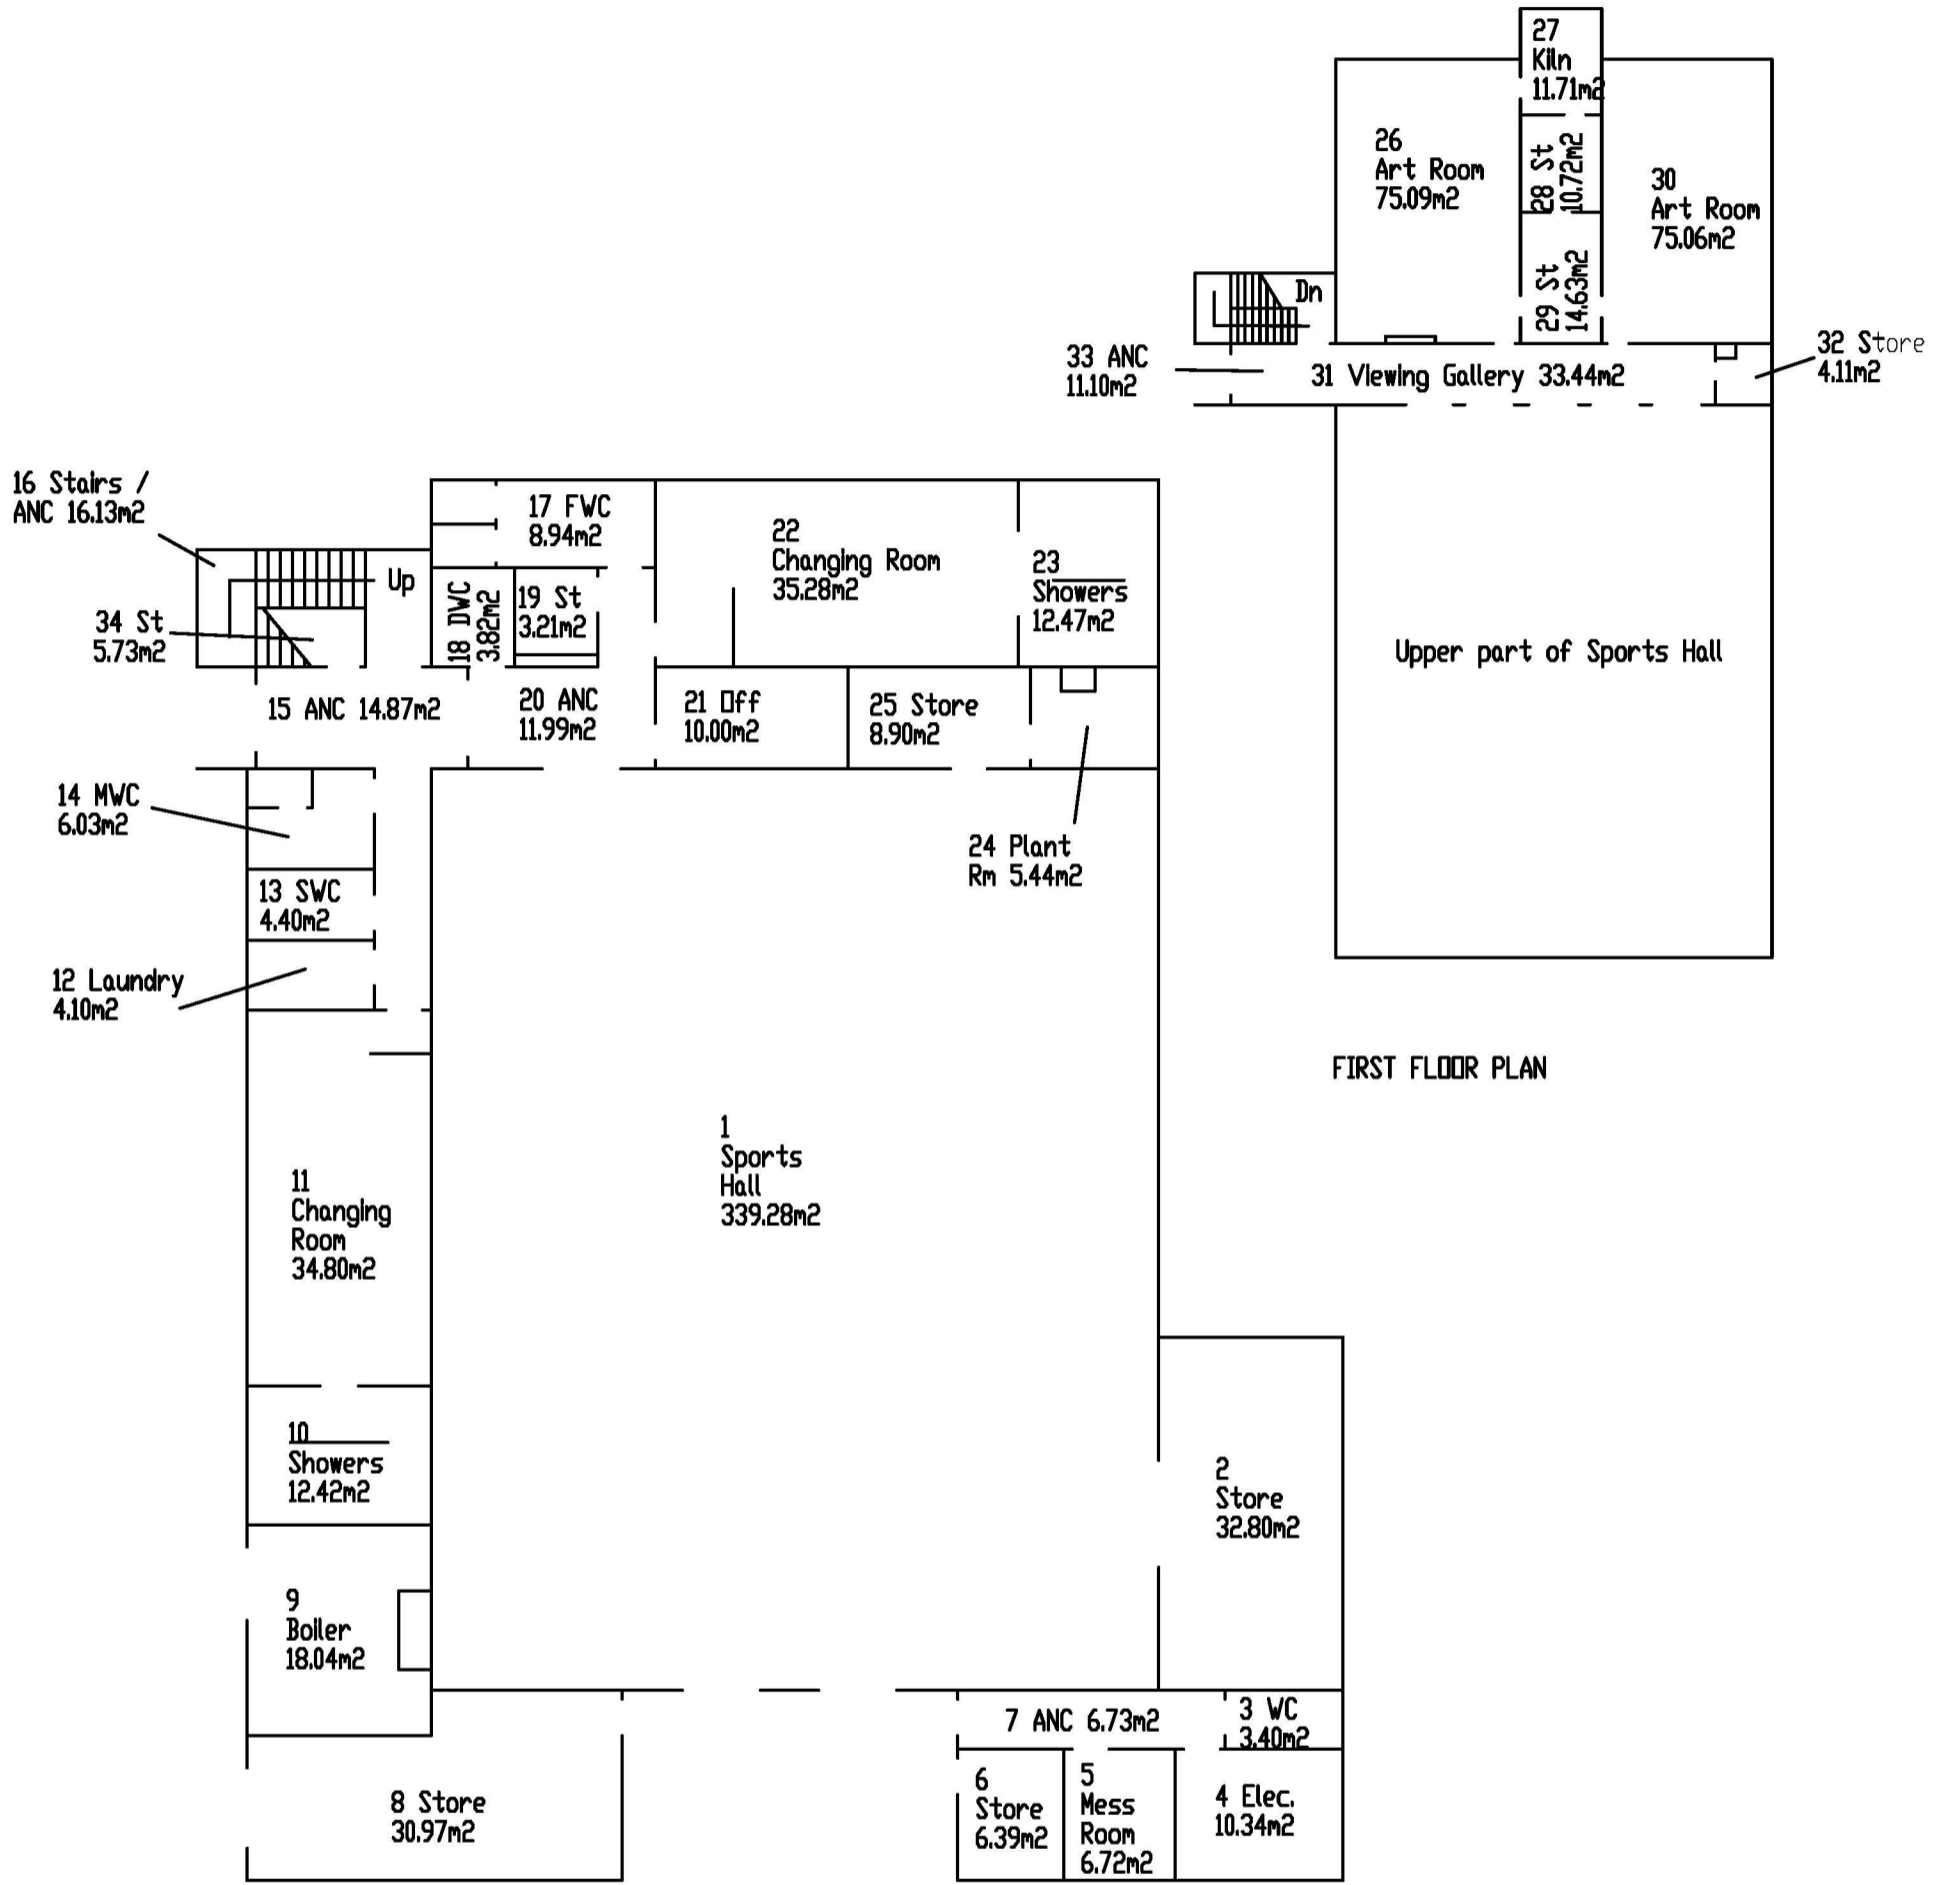 27
Kiln
11.71m2
26
Art Room
75.09m2
28 St
10.72m2
30
Art Room
75.06m2
29 St
14.63m2
Dn
33 ANC
11.10m2
31 Viewing Gallery 33.44m2
32 Store
4.11m2
Upper part of Sports Hall
FIRST FLOOR PLAN
16 Stairs /
ANC 16.13m2
Up
34 St
5.73m2
15 ANC 14.87m2
17 FWC
8.94m2
18 DWC
3.82m2
19 St
3.21m2
20 ANC
11.99m2
22
Changing Room
35.28m2
23
Showers
12.47m2
21 Off
10.00m2
25 Store
8.90m2
24 Plant
Rm 5.44m2
14 MWC
6.03m2
13 SWC
4.40m2
12 Laundry
4.10m2
11
Changing
Room
34.80m2
1
Sports
Hall
339.28m2
10
Showers
12.42m2
2
Store
32.80m2
9
Boiler
18.04m2
7 ANC 6.73m2
3 WC
3.40m2
8 Store
30.97m2
6
Store
6.39m2
5
Mess
Room
6.72m2
4 Elec.
10.34m2